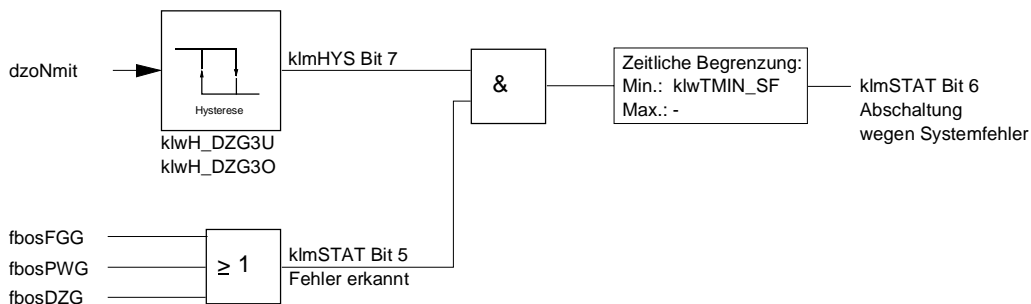 dzoNmit
Hysterese
klwH_DZG3U
klwH_DZG3O
klmHYS Bit 7
&
Zeitliche Begrenzung:
Min.: klwTMIN_SF
Max.: -
klmSTAT Bit 6
Abschaltung
wegen Systemfehler
fbosFGG
fbosPWG
fbosDZG
≥ 1
klmSTAT Bit 5
Fehler erkannt